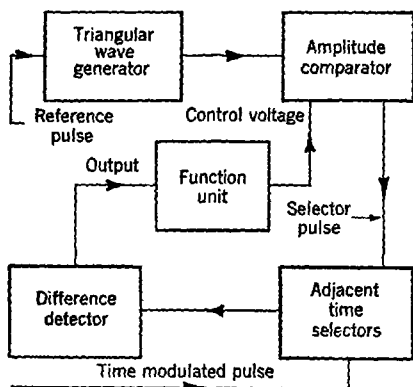 Triangular
wave
generator
Amplitude
comparator
Reference
pulse
Control voltage
Output
Function
unit
Selector
pulse
Difference
detector
Adjacent
time
selectors
Time modulated pulse